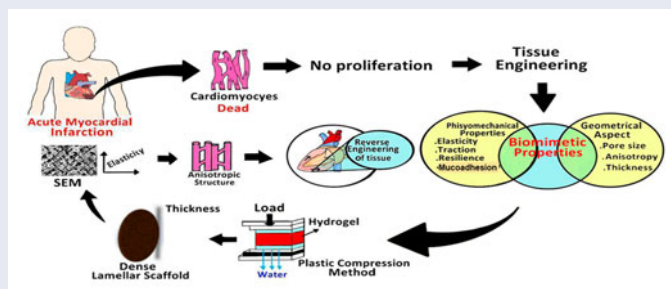 Acute Myocardial
Infarction
Cardiomyocyes
Dead
No proliferation
Tissue
Engineering
Phisyomechanical
Properties
.Elasticity
.Traction
.Resilience
.Mucoadhesion
Biomimetic
Properties
Geometrical
Aspect
.Pore size
.Anisotropy
.Thickness
SEM
Elasticity
Anisotropic
Structure
Reverse
Engineering
of tissue
Load
Hydrogel
Water
Plastic Compression
Method
Thickness
Dense
Lamellar Scaffold